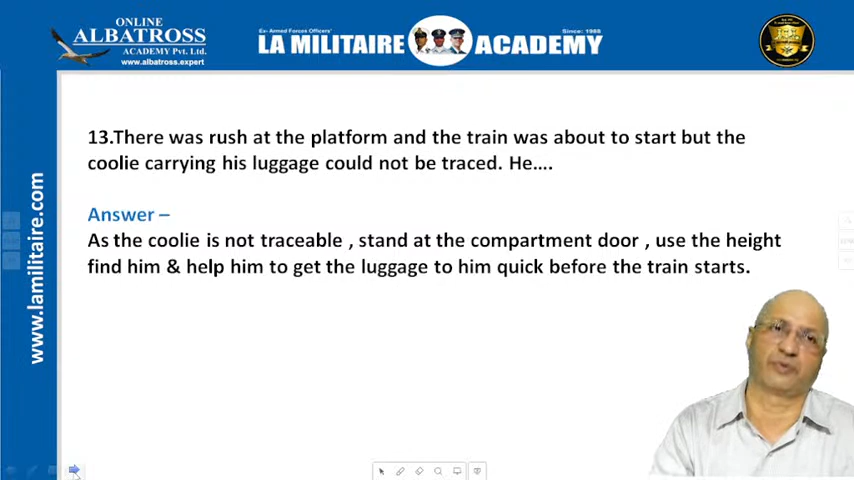 ONLINE
ALBATROSS
ACADEMY Pvt. Ltd.
www.albatross.expert
Ex- Armed Forces Officers'
Since: 1988
LA MILITAIRE ACADEMY
13.There was rush at the platform and the train was about to start but the
coolie carrying his luggage could not be traced. He....
Answer –
As the coolie is not traceable , stand at the compartment door , use the height
find him & help him to get the luggage to him quick before the train starts.
www.lamilitaire.com